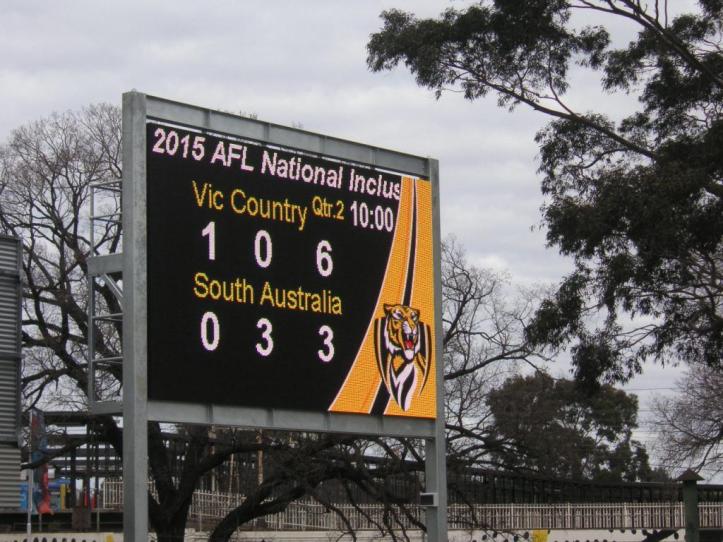 2015 AFL National Inclus
Vic Country Qtr.2 10:00
1 0 6
South Australia
0 3 3